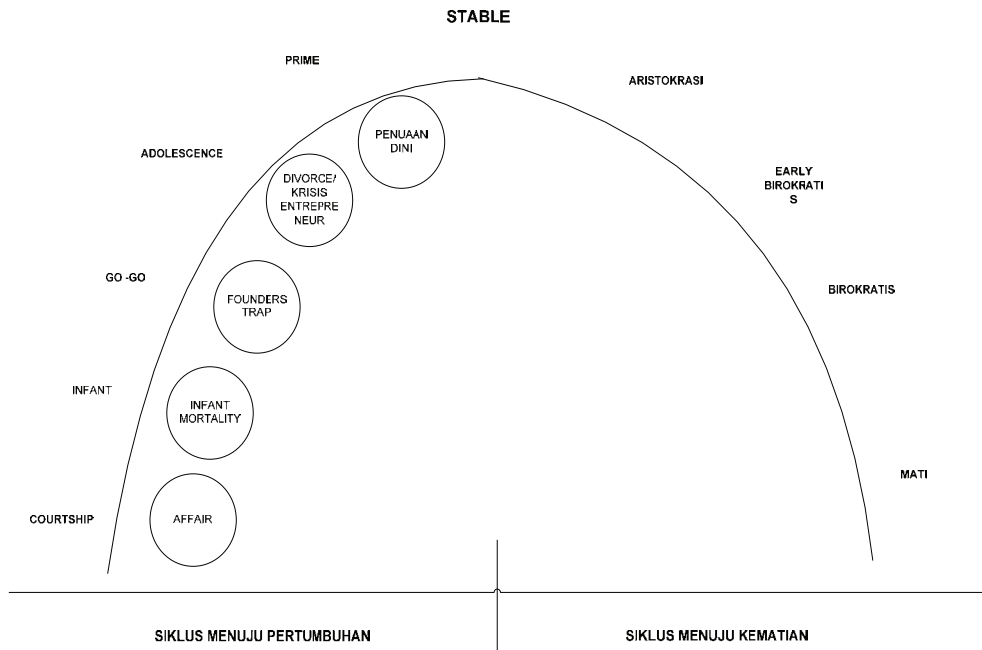 STABLE
PRIME
ARISTOKRASI
ADOLESCENCE
PENUAAN
DINI
DIVORCE/
KRISIS
ENTREPRE
NEUR
EARLY
BIROKRATI
S
GO -GO
FOUNDERS
TRAP
BIROKRATIS
INFANT
INFANT
MORTALITY
MATI
COURTSHIP
AFFAIR
SIKLUS MENUJU PERTUMBUHAN
SIKLUS MENUJU KEMATIAN